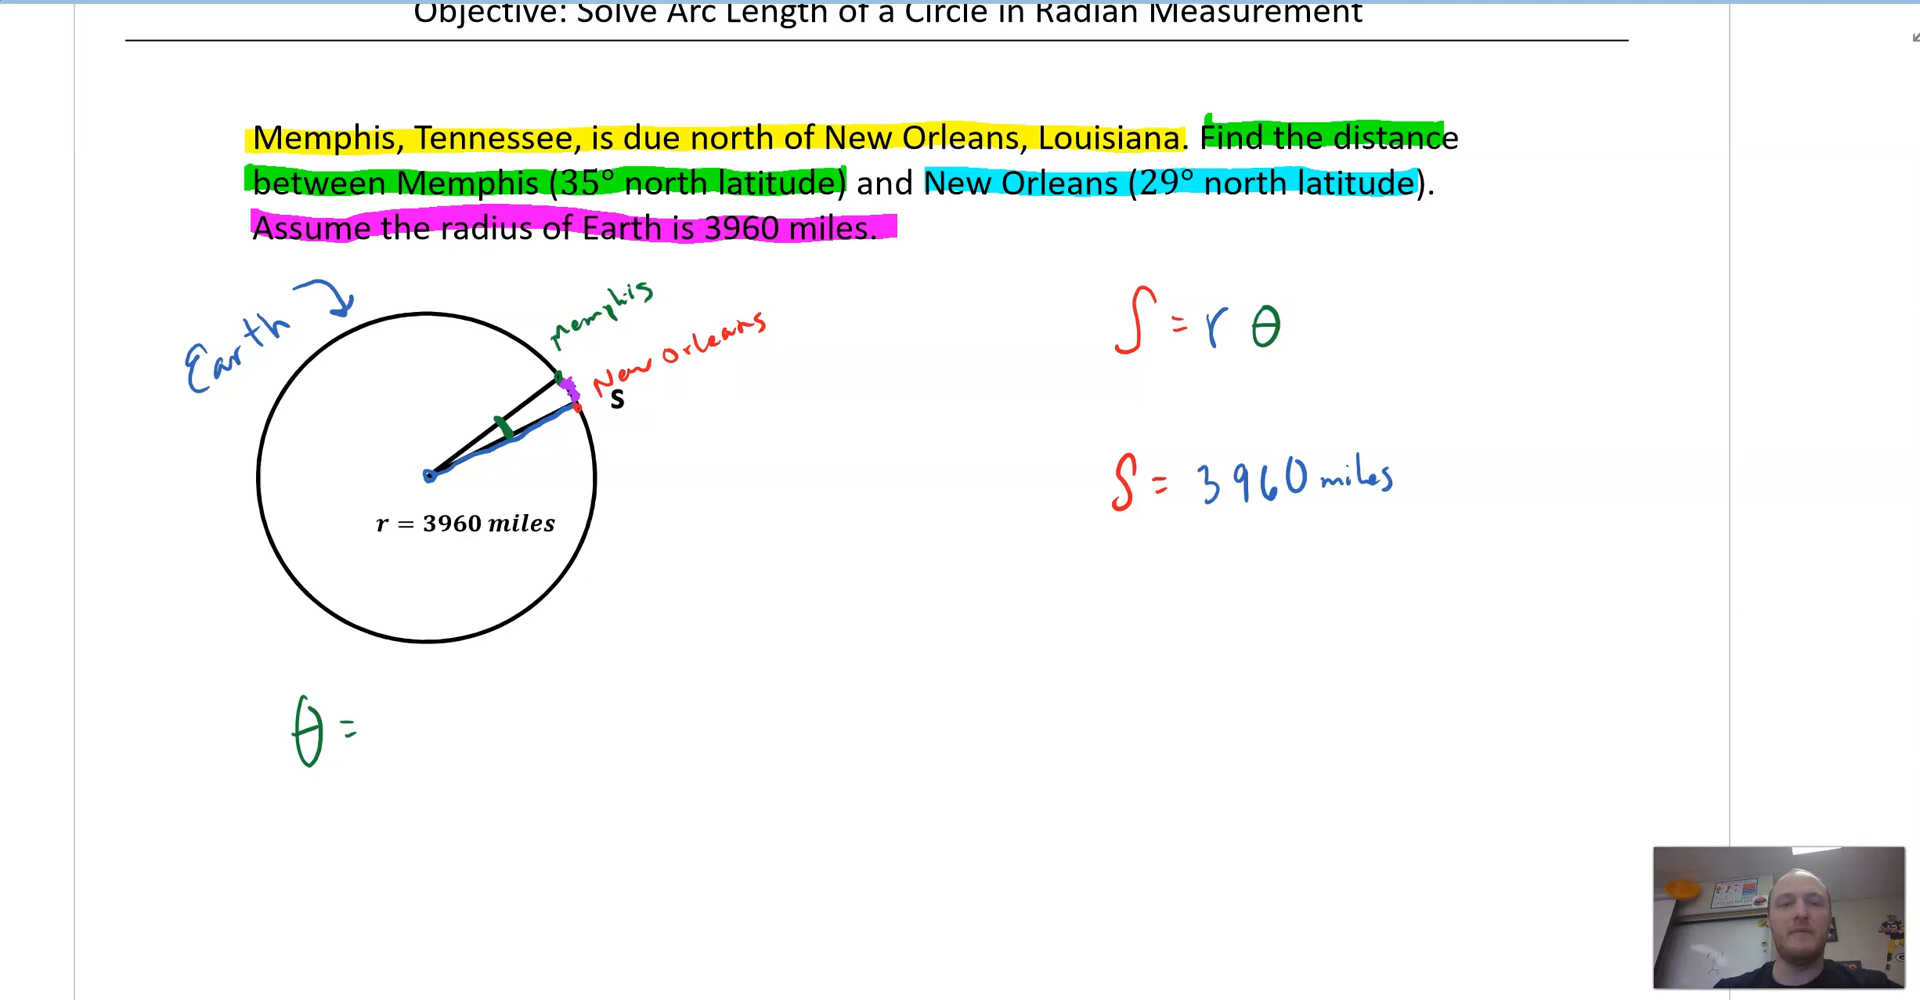 Objective: Solve Arc Length of a Circle in Radian Measurement
Memphis, Tennessee, is due north of New Orleans, Louisiana. Find the distance
between Memphis (35° north latitude) and New Orleans (29° north latitude).
Assume the radius of Earth is 3960 miles.
Earth
Memphis
New Orleans
S
r = 3960 miles
S = r θ
S = 3960 miles
θ =